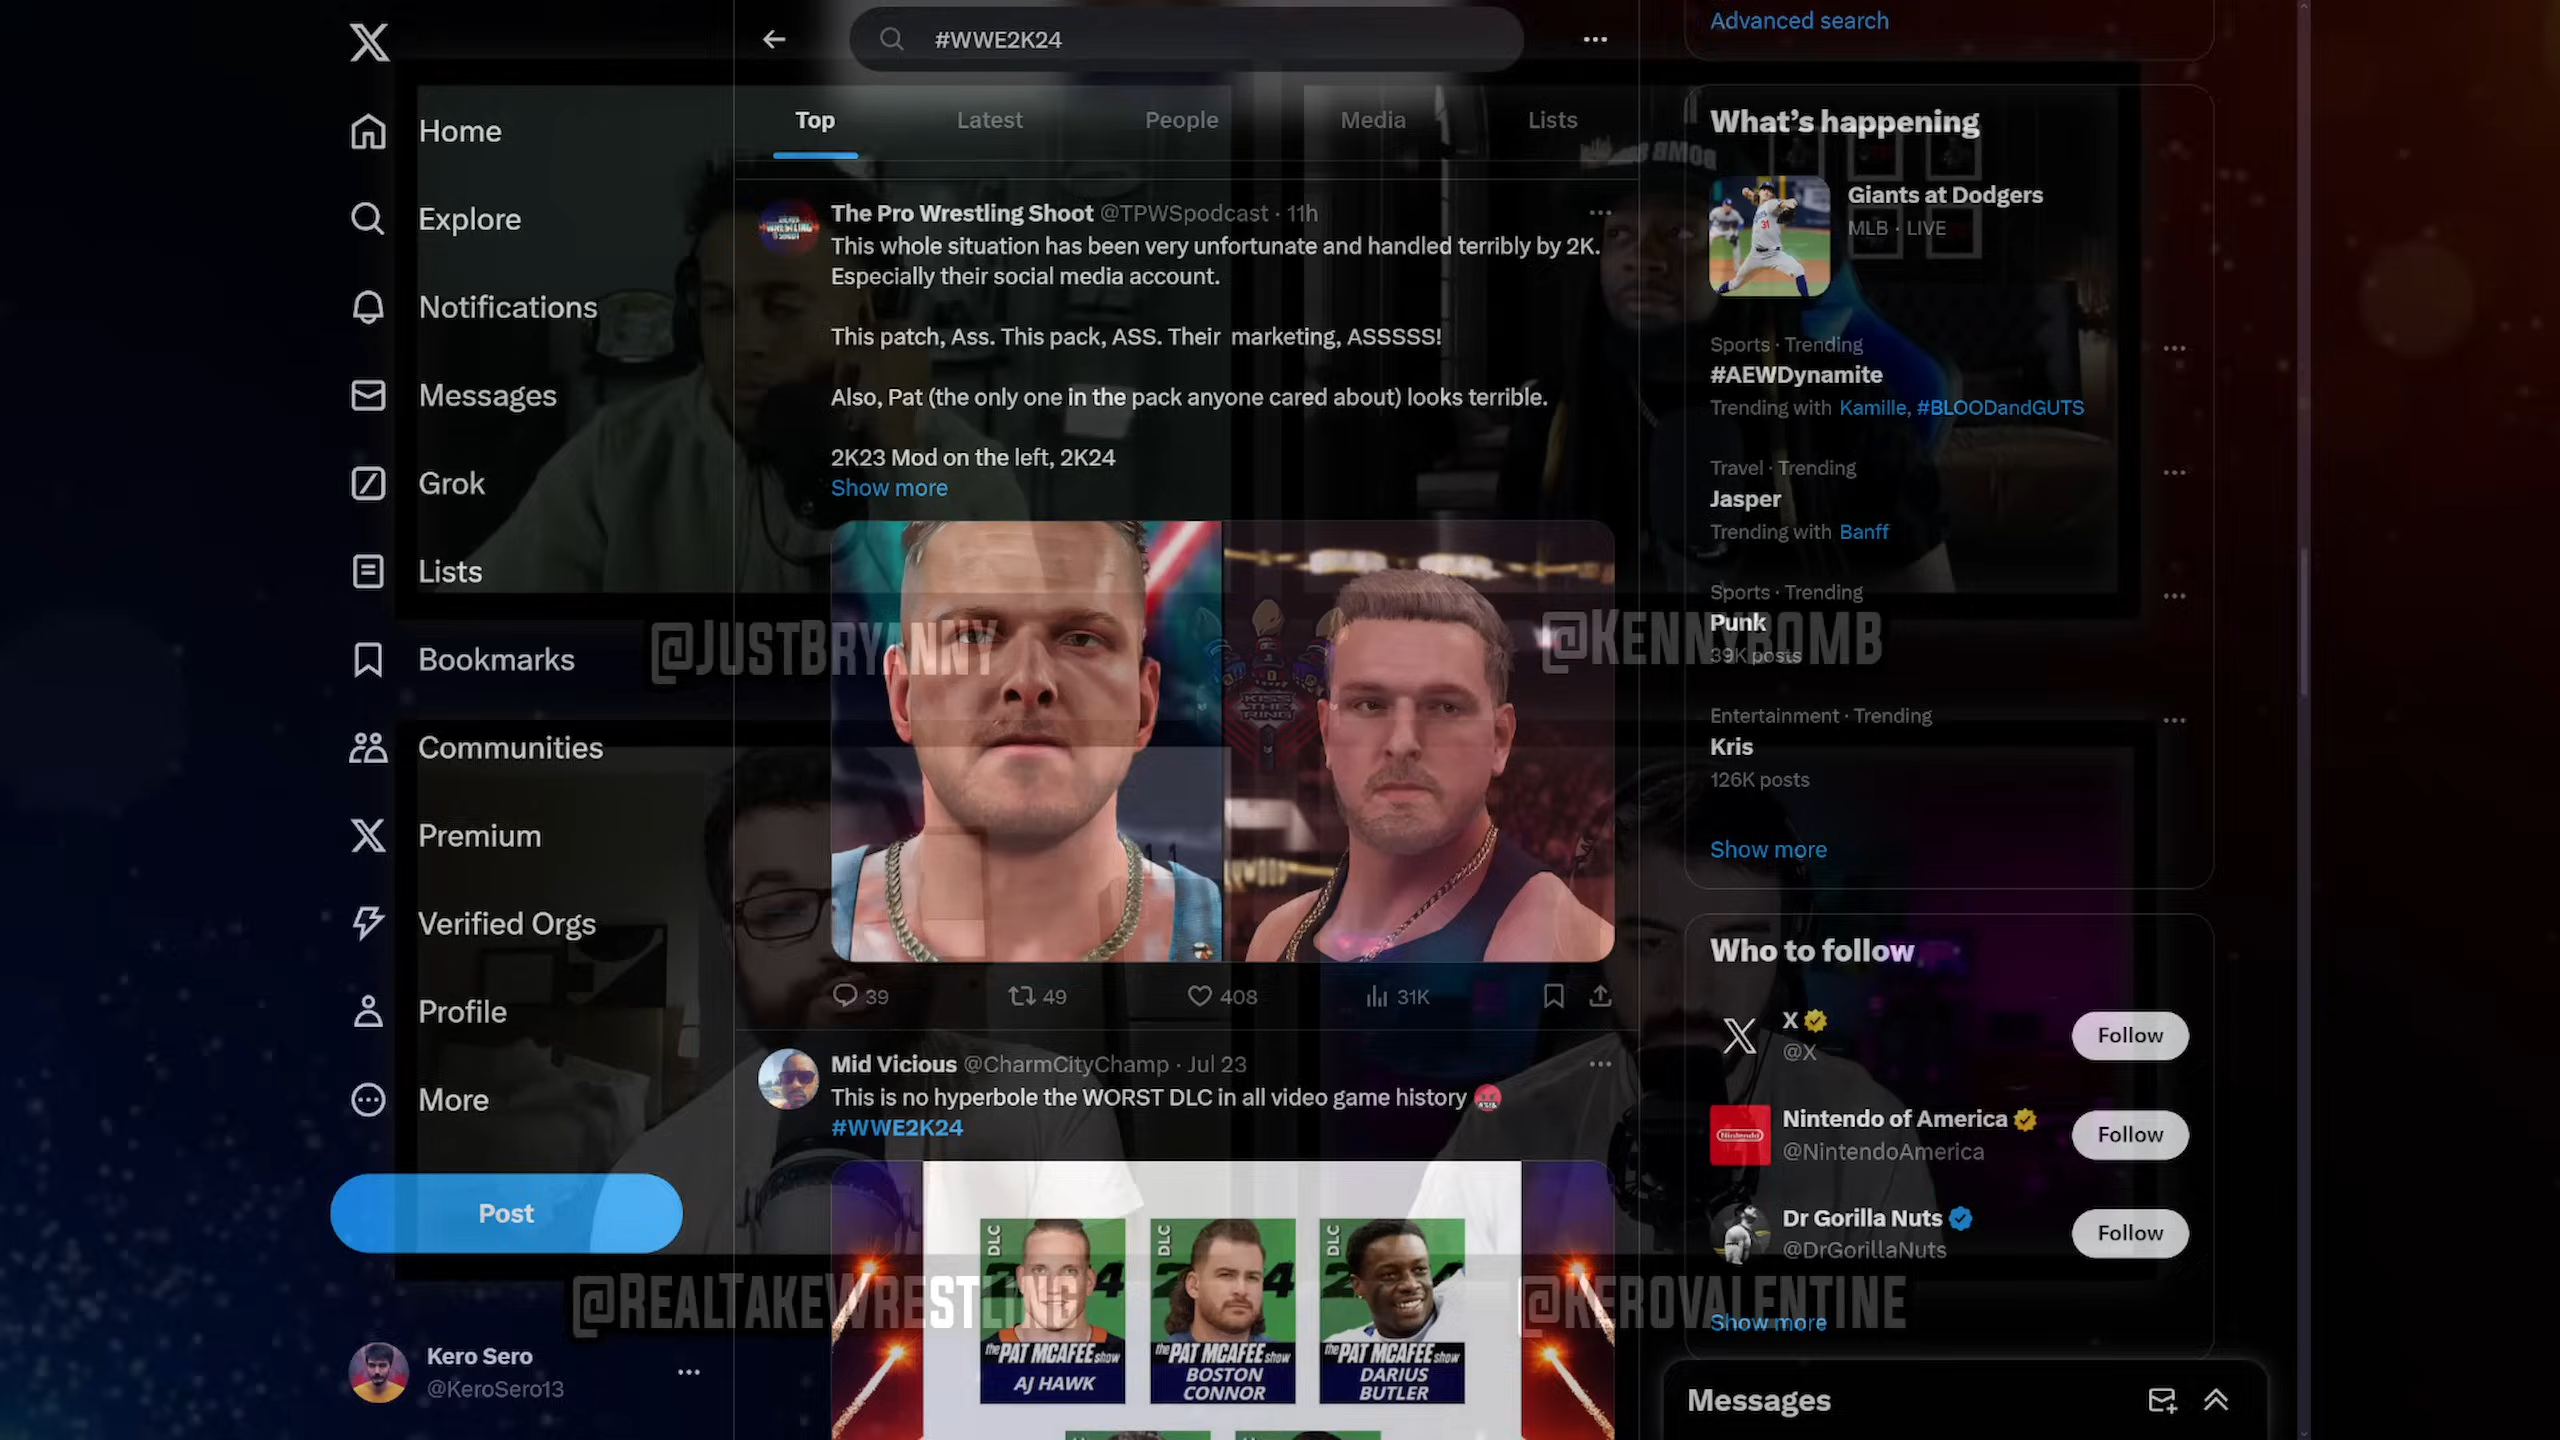 Home
Explore
Notifications
Messages
Grok
Lists
Bookmarks
Communities
Premium
Verified Orgs
Profile
More
Post
Kero Sero
@KeroSero13
#WWE2K24
Top
Latest
People
Media
Lists
The Pro Wrestling Shoot @TPWSpodcast · 11h
This whole situation has been very unfortunate and handled terribly by 2K.
Especially their social media account.
This patch, Ass. This pack, ASS. Their marketing, ASSSSS!
Also, Pat (the only one in the pack anyone cared about) looks terrible.
2K23 Mod on the left, 2K24
Show more
@JUSTBRYANNY
@KENNYBOMB
KISS
THE
RING
39
49
408
31K
Mid Vicious @CharmCityChamp · Jul 23
This is no hyperbole the WORST DLC in all video game history
#WWE2K24
DLC
the PAT MCAFEE show
AJ HAWK
DLC
the PAT MCAFEE show
BOSTON
CONNOR
DLC
the PAT MCAFEE show
DARIUS
BUTLER
@REALTAKEWRESTLING
@KEROVALENTINE
Advanced search
What's happening
Giants at Dodgers
MLB · LIVE
Sports · Trending
#AEWDynamite
Trending with Kamille, #BLOODandGUTS
Travel · Trending
Jasper
Trending with Banff
Sports · Trending
Punk
39K posts
Entertainment · Trending
Kris
126K posts
Show more
Who to follow
X
@X
Follow
Nintendo
Nintendo of America
@NintendoAmerica
Follow
Dr Gorilla Nuts
@DrGorillaNuts
Follow
Show more
Messages